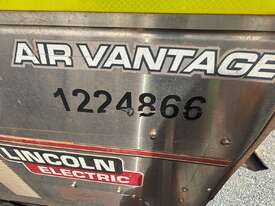 AIR VANTAGE
1224866
LINCOLN
ELECTRIC